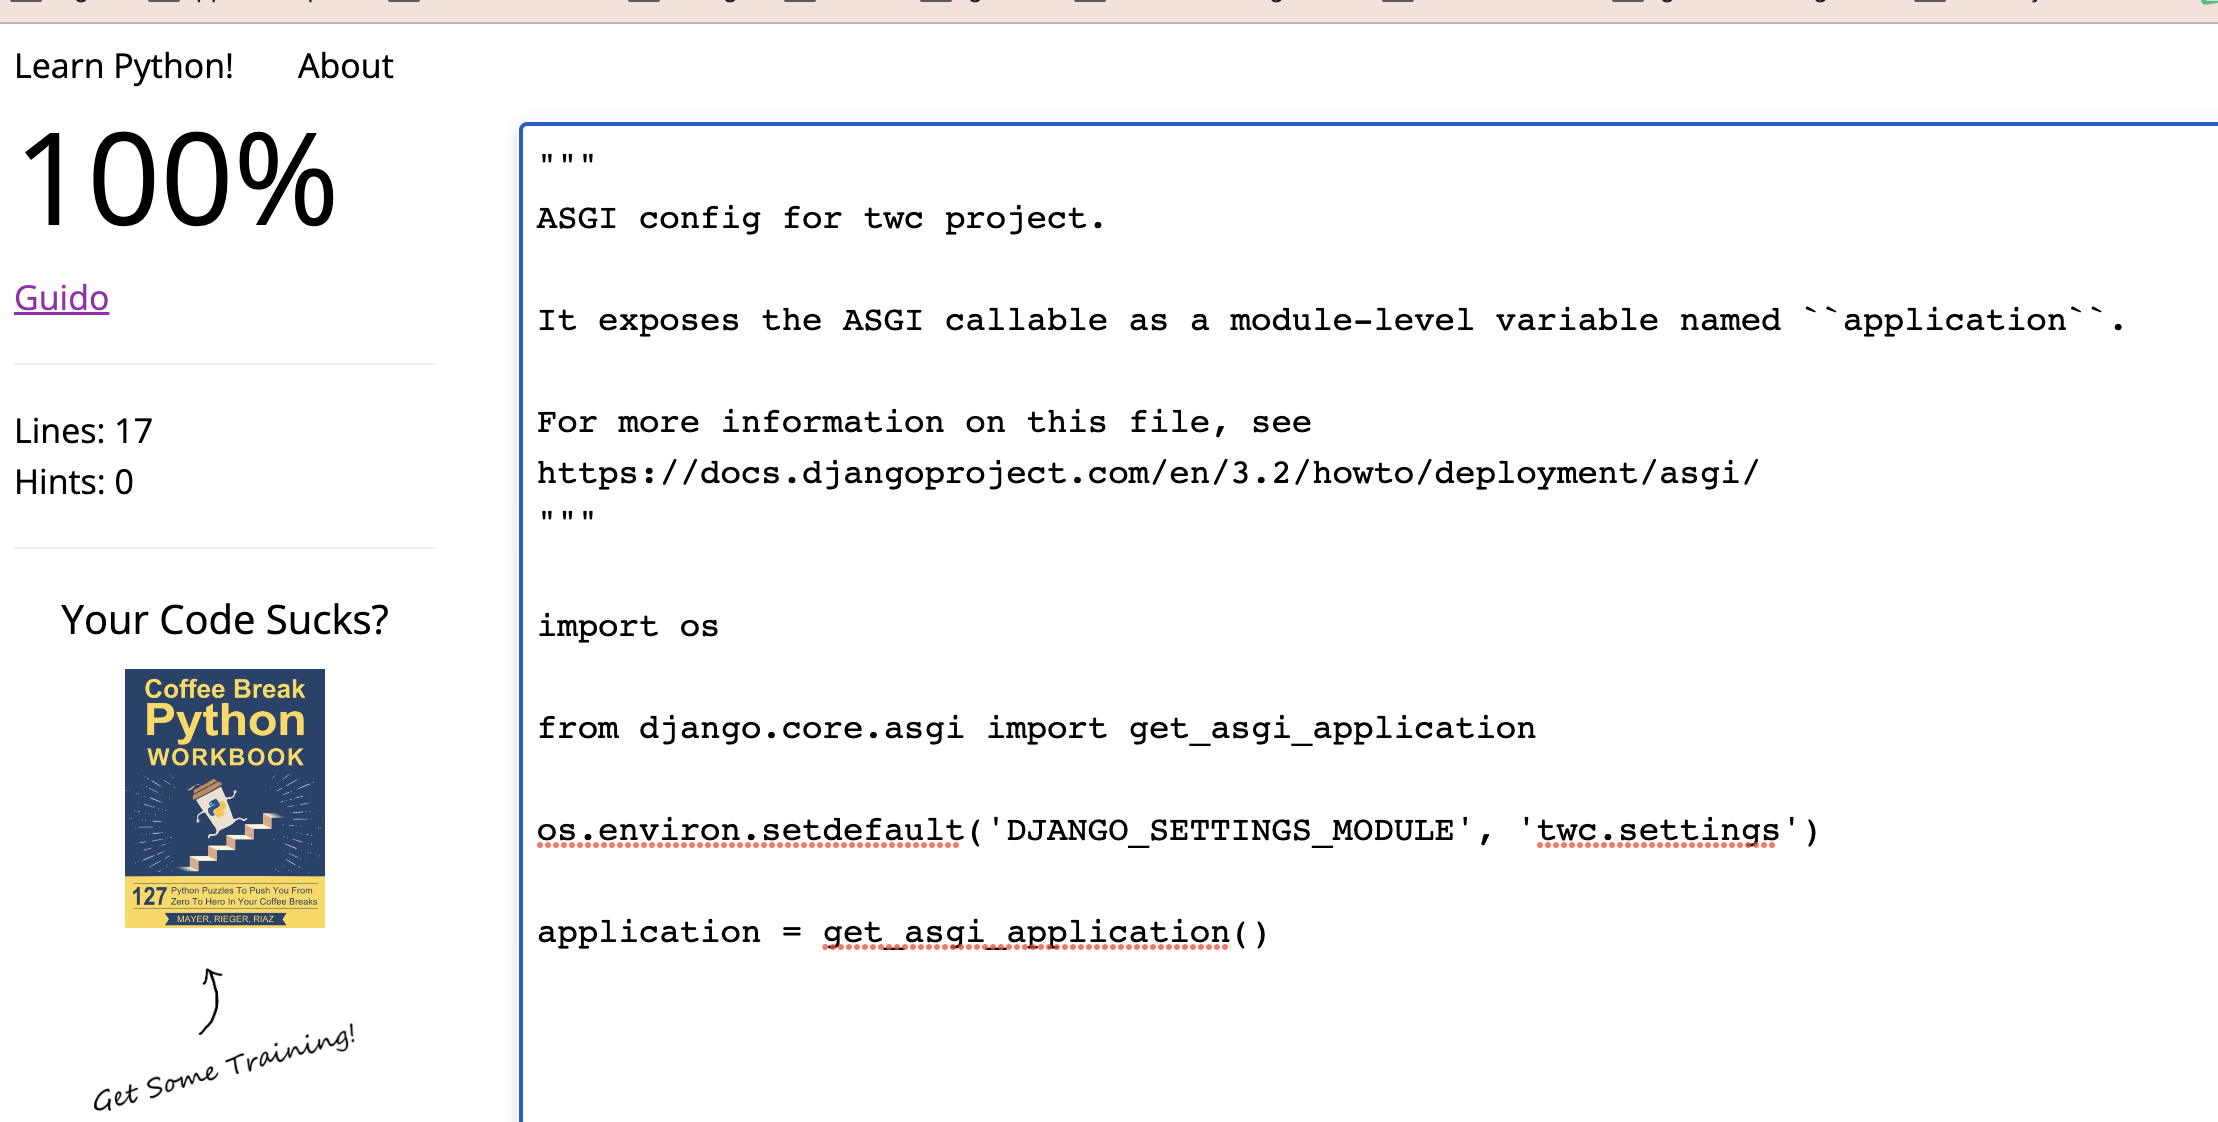 Learn Python! About
100%
Guido
Lines: 17
Hints: 0
Your Code Sucks?
Coffee Break
Python
WORKBOOK
127 Python Puzzles To Push You From
Zero To Hero In Your Coffee Breaks
MAYER, RIEGER, RIAZ
Get Some Training!
"""
ASGI config for twc project.
It exposes the ASGI callable as a module-level variable named ``application``.
For more information on this file, see
https://docs.djangoproject.com/en/3.2/howto/deployment/asgi/
"""
import os
from django.core.asgi import get_asgi_application
os.environ.setdefault('DJANGO_SETTINGS_MODULE', 'twc.settings')
application = get_asgi_application()